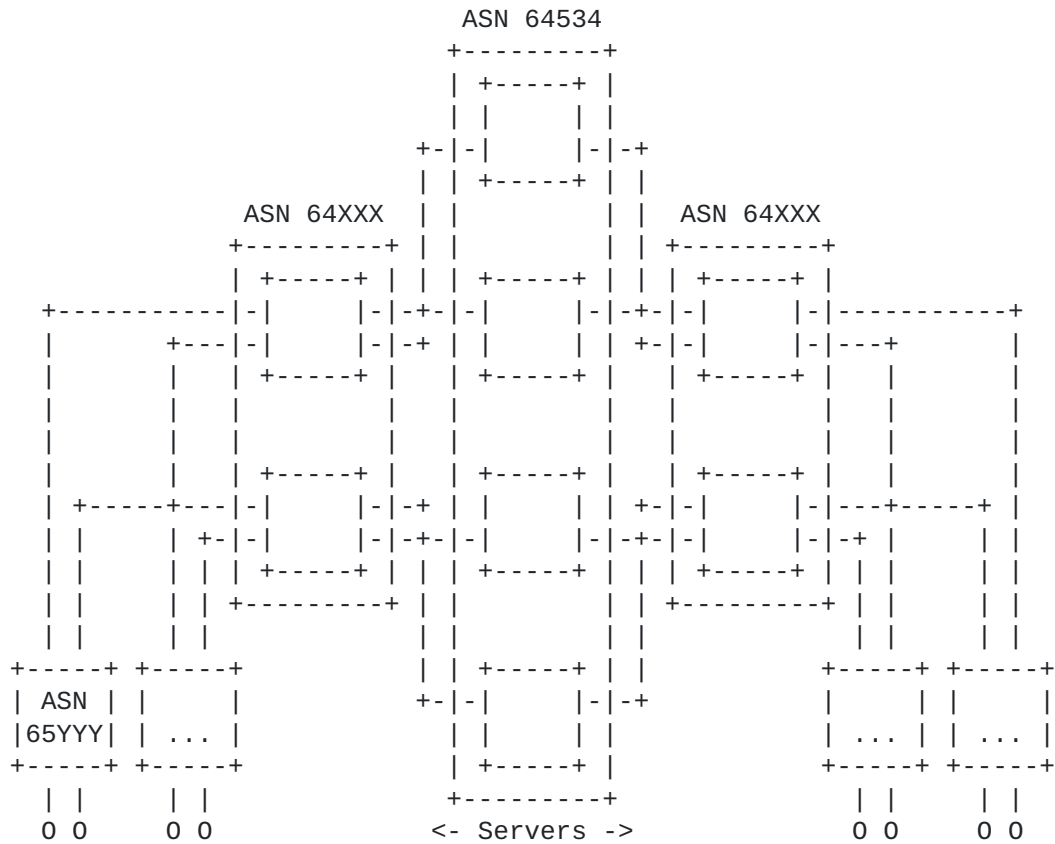 ASN 64534
ASN 64XXX ASN 64XXX
ASN
65YYY ... ... ...
O O O O <- Servers -> O O O O